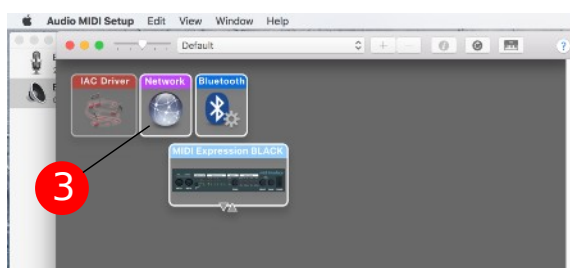 Audio MIDI Setup Edit View Window Help
Default + − i ?
IAC Driver Network Bluetooth
MIDI Expression BLACK
3